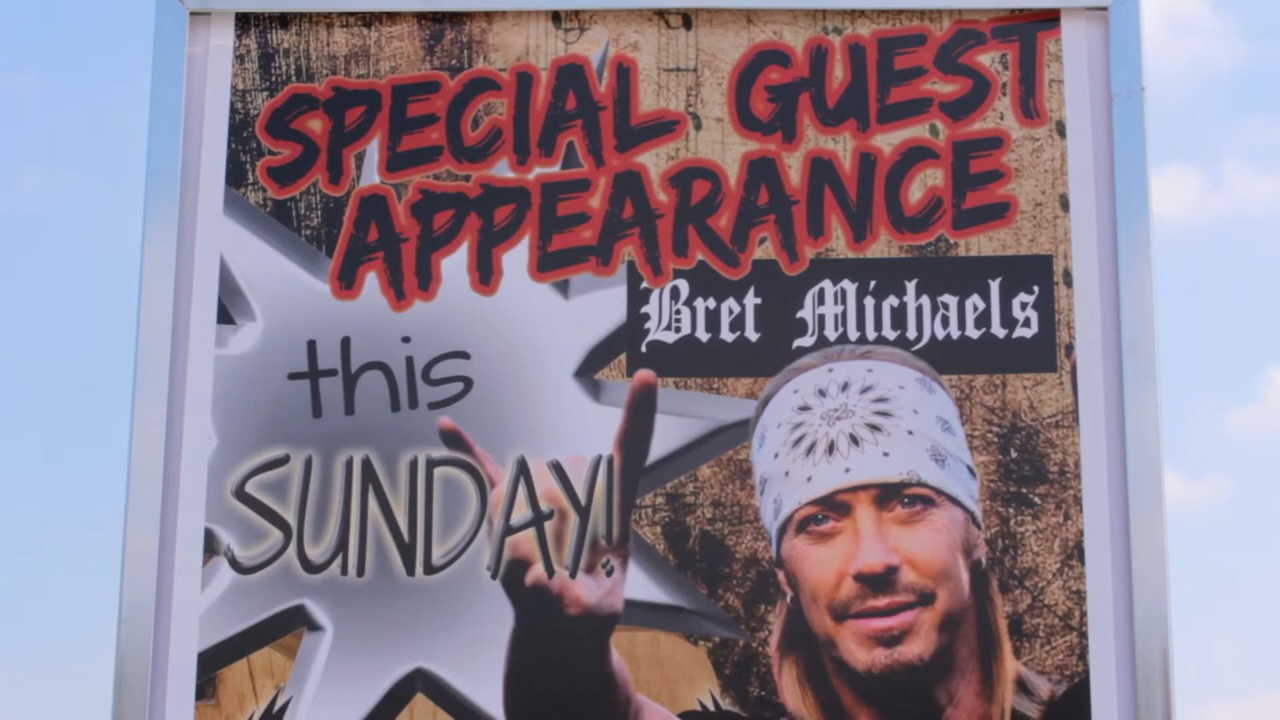 SPECIAL GUEST
APPEARANCE
Bret Michaels
this
SUNDAY!